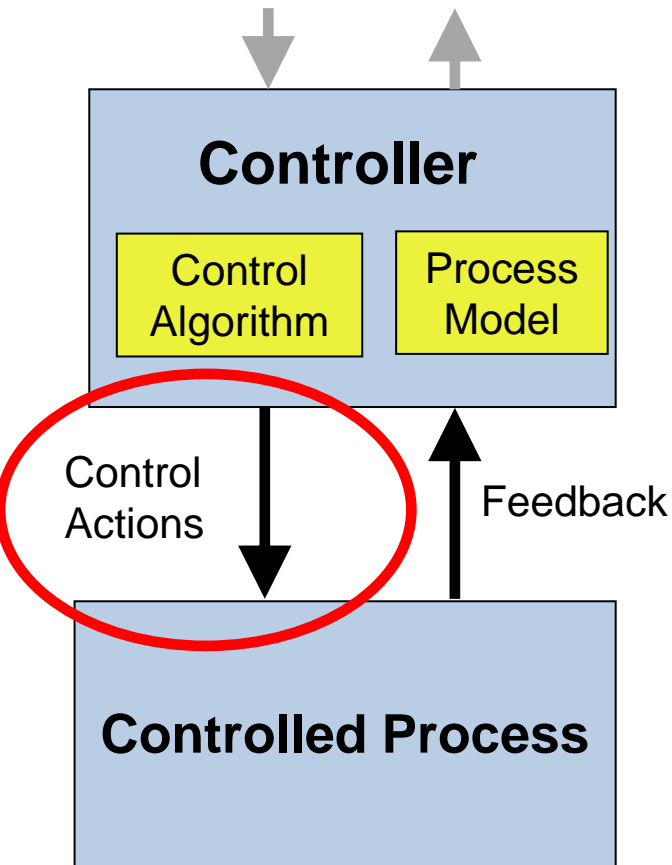 Controller
Control
Algorithm
Process
Model
Control
Actions
Feedback
Controlled Process